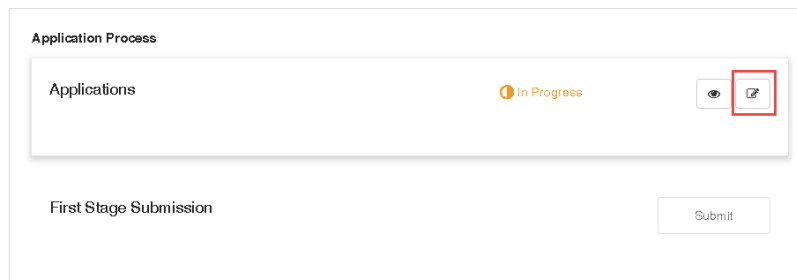 Application Process
Applications
In Progress
First Stage Submission
Submit